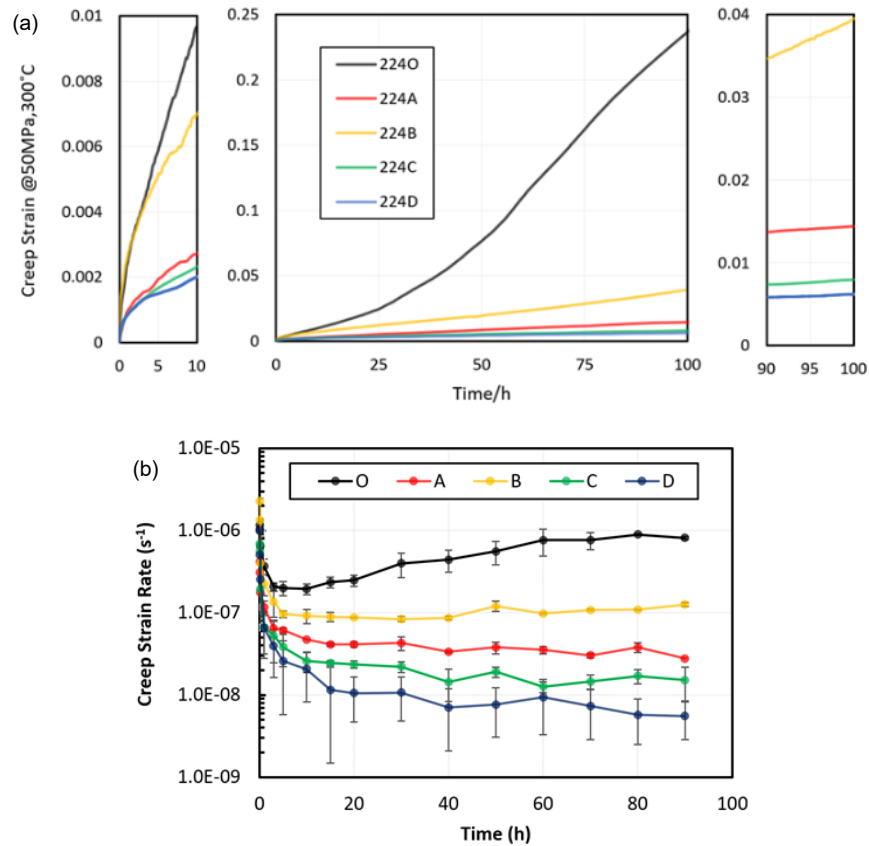 (a)
Creep Strain @50MPa,300˚C
0.01
0.008
0.006
0.004
0.002
0
0
5
10
0.25
0.2
0.15
0.1
0.05
0
224O
224A
224B
224C
224D
0
25
50
75
100
Time/h
0.04
0.03
0.02
0.01
0
90
95
100
(b)
Creep Strain Rate (s⁻¹)
1.0E-05
1.0E-06
1.0E-07
1.0E-08
1.0E-09
O A B C D
0 20 40 60 80 100
Time (h)